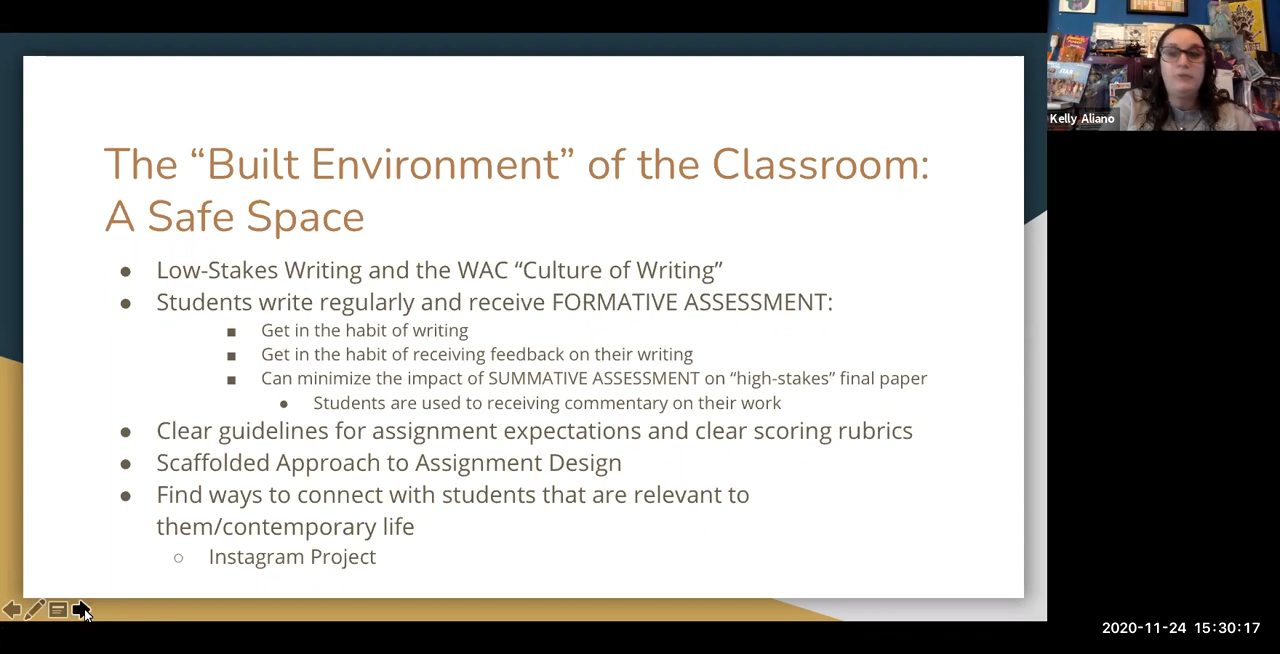 The “Built Environment” of the Classroom:
A Safe Space
● Low-Stakes Writing and the WAC “Culture of Writing”
● Students write regularly and receive FORMATIVE ASSESSMENT:
■ Get in the habit of writing
■ Get in the habit of receiving feedback on their writing
■ Can minimize the impact of SUMMATIVE ASSESSMENT on “high-stakes” final paper
● Students are used to receiving commentary on their work
● Clear guidelines for assignment expectations and clear scoring rubrics
● Scaffolded Approach to Assignment Design
● Find ways to connect with students that are relevant to
them/contemporary life
○ Instagram Project
Kelly Aliano
2020-11-24 15:30:17